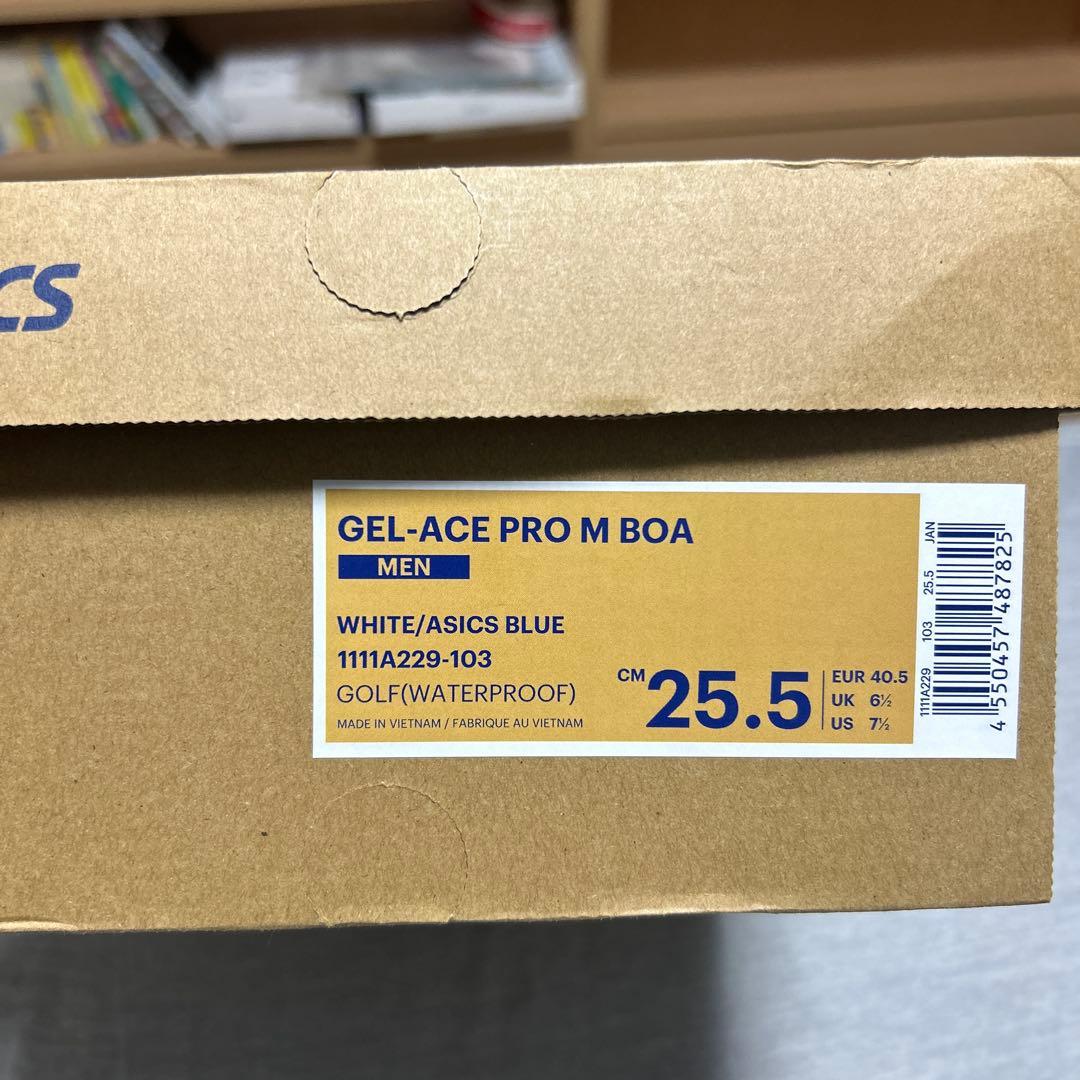 CS
GEL-ACE PRO M BOA
MEN
WHITE/ASICS BLUE
1111A229-103
GOLF(WATERPROOF)
MADE IN VIETNAM / FABRIQUE AU VIETNAM
CM 25.5
EUR 40.5
UK 6½
US 7½
1111A229 103 25.5 JAN
4 550457 487825